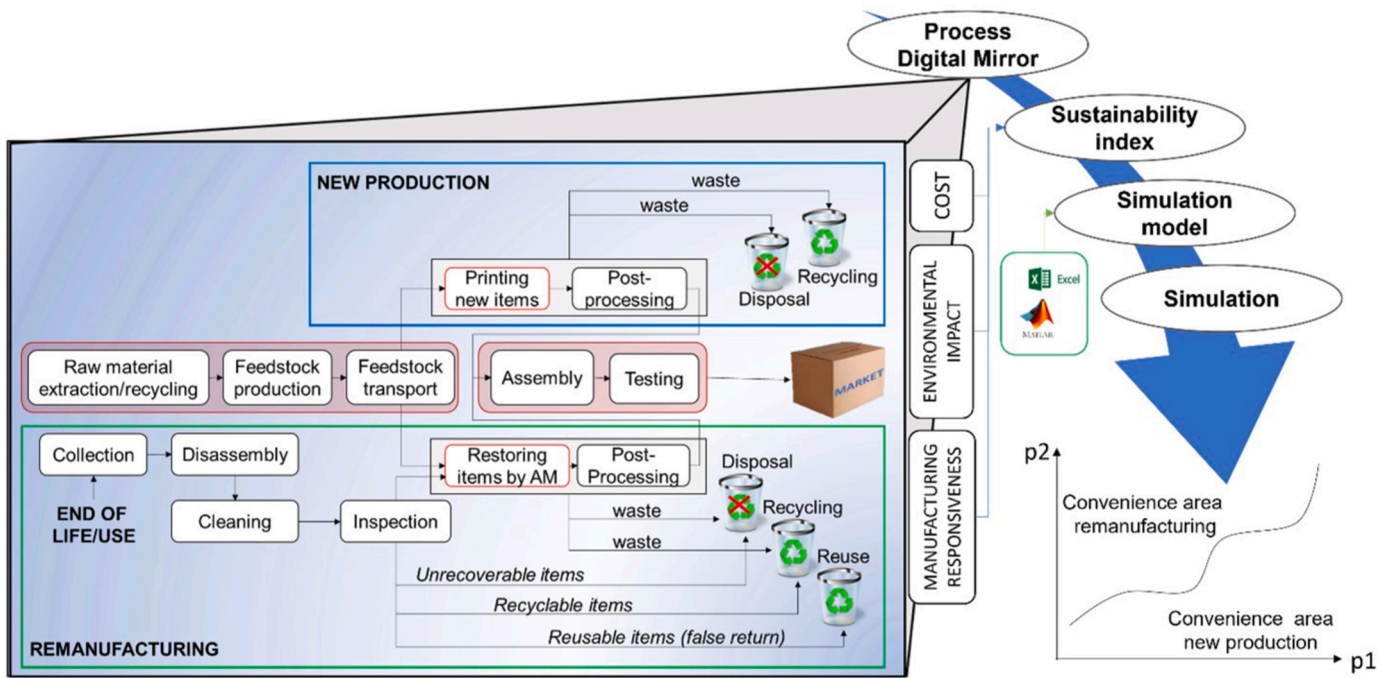 Process
Digital Mirror
Sustainability
index
Simulation
model
Simulation
NEW PRODUCTION
waste
waste
Recycling
Disposal
Printing
new items
Post-
processing
Raw material
extraction/recycling
Feedstock
production
Feedstock
transport
Assembly
Testing
MARKET
Collection
Disassembly
Cleaning
Inspection
END OF
LIFE/USE
Restoring
items by AM
Post-
Processing
Disposal
Recycling
Reuse
waste
waste
Unrecoverable items
Recyclable items
Reusable items (false return)
REMANUFACTURING
COST
ENVIRONMENTAL
IMPACT
MANUFACTURING
RESPONSIVENESS
X
Excel
MATLAB
p2
Convenience area
remanufacturing
Convenience area
new production
p1